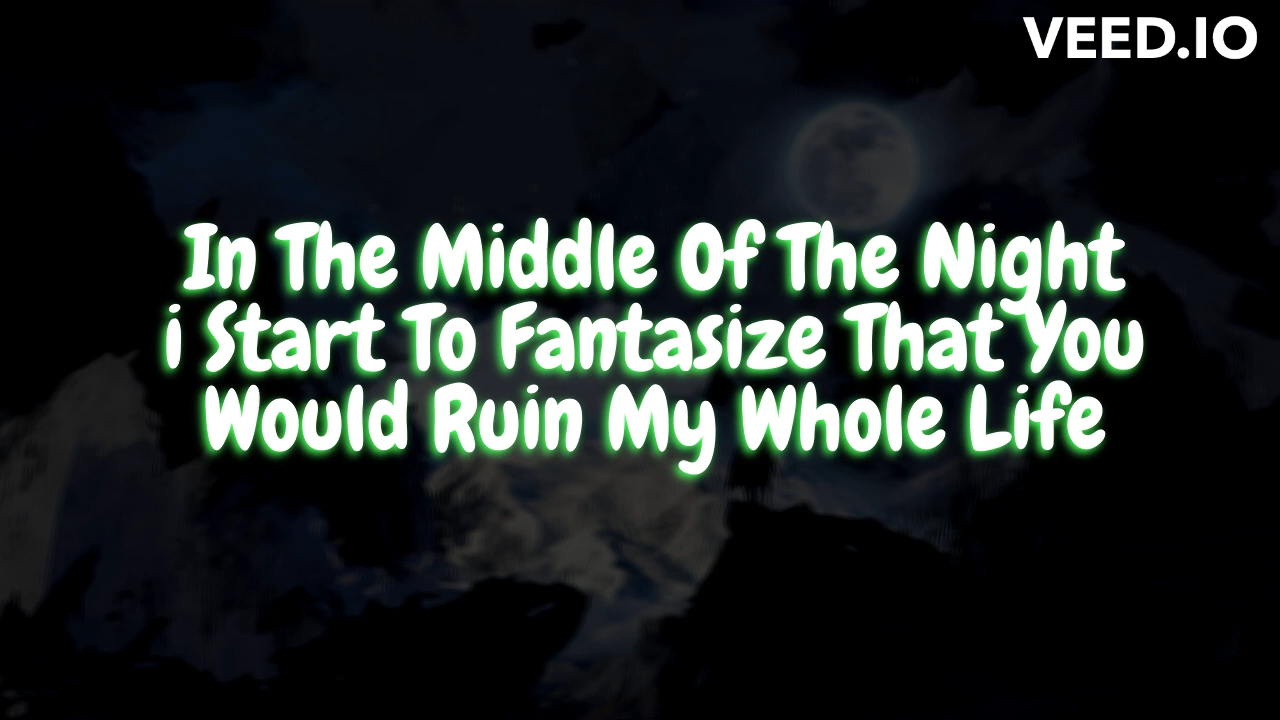 VEED.IO
In The Middle Of The Night
i Start To Fantasize That You
Would Ruin My Whole Life